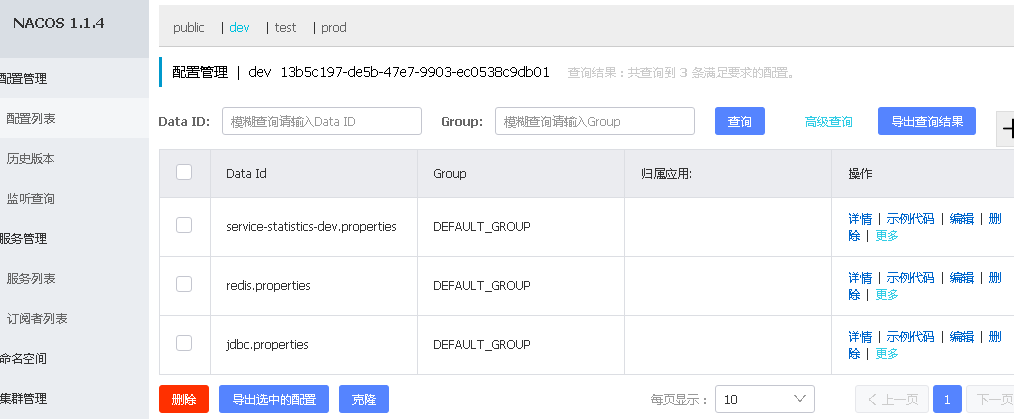 NACOS 1.1.4
配置管理
配置列表
历史版本
监听查询
服务管理
服务列表
订阅者列表
命名空间
集群管理
public | dev | test | prod
配置管理 | dev 13b5c197-de5b-47e7-9903-ec0538c9db01 查询结果：共查询到 3 条满足要求的配置。
Data ID: 模糊查询请输入Data ID Group: 模糊查询请输入Group 查询 高级查询 导出查询结果 +
Data Id Group 归属应用: 操作
service-statistics-dev.properties DEFAULT_GROUP 详情 | 示例代码 | 编辑 | 删
除 | 更多
redis.properties DEFAULT_GROUP 详情 | 示例代码 | 编辑 | 删
除 | 更多
jdbc.properties DEFAULT_GROUP 详情 | 示例代码 | 编辑 | 删
除 | 更多
删除 导出选中的配置 克隆 每页显示： 10 < 上一页 1 下一页